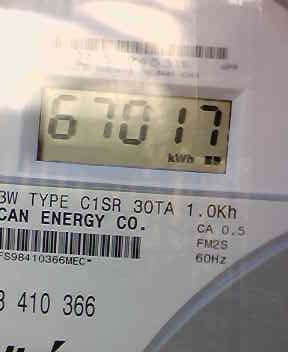 67017
kWh
3W TYPE C1SR 30TA 1.0Kh
CAN ENERGY CO.
CA 0.5
FM2S
60Hz
FS98410366MEC
3 410 366